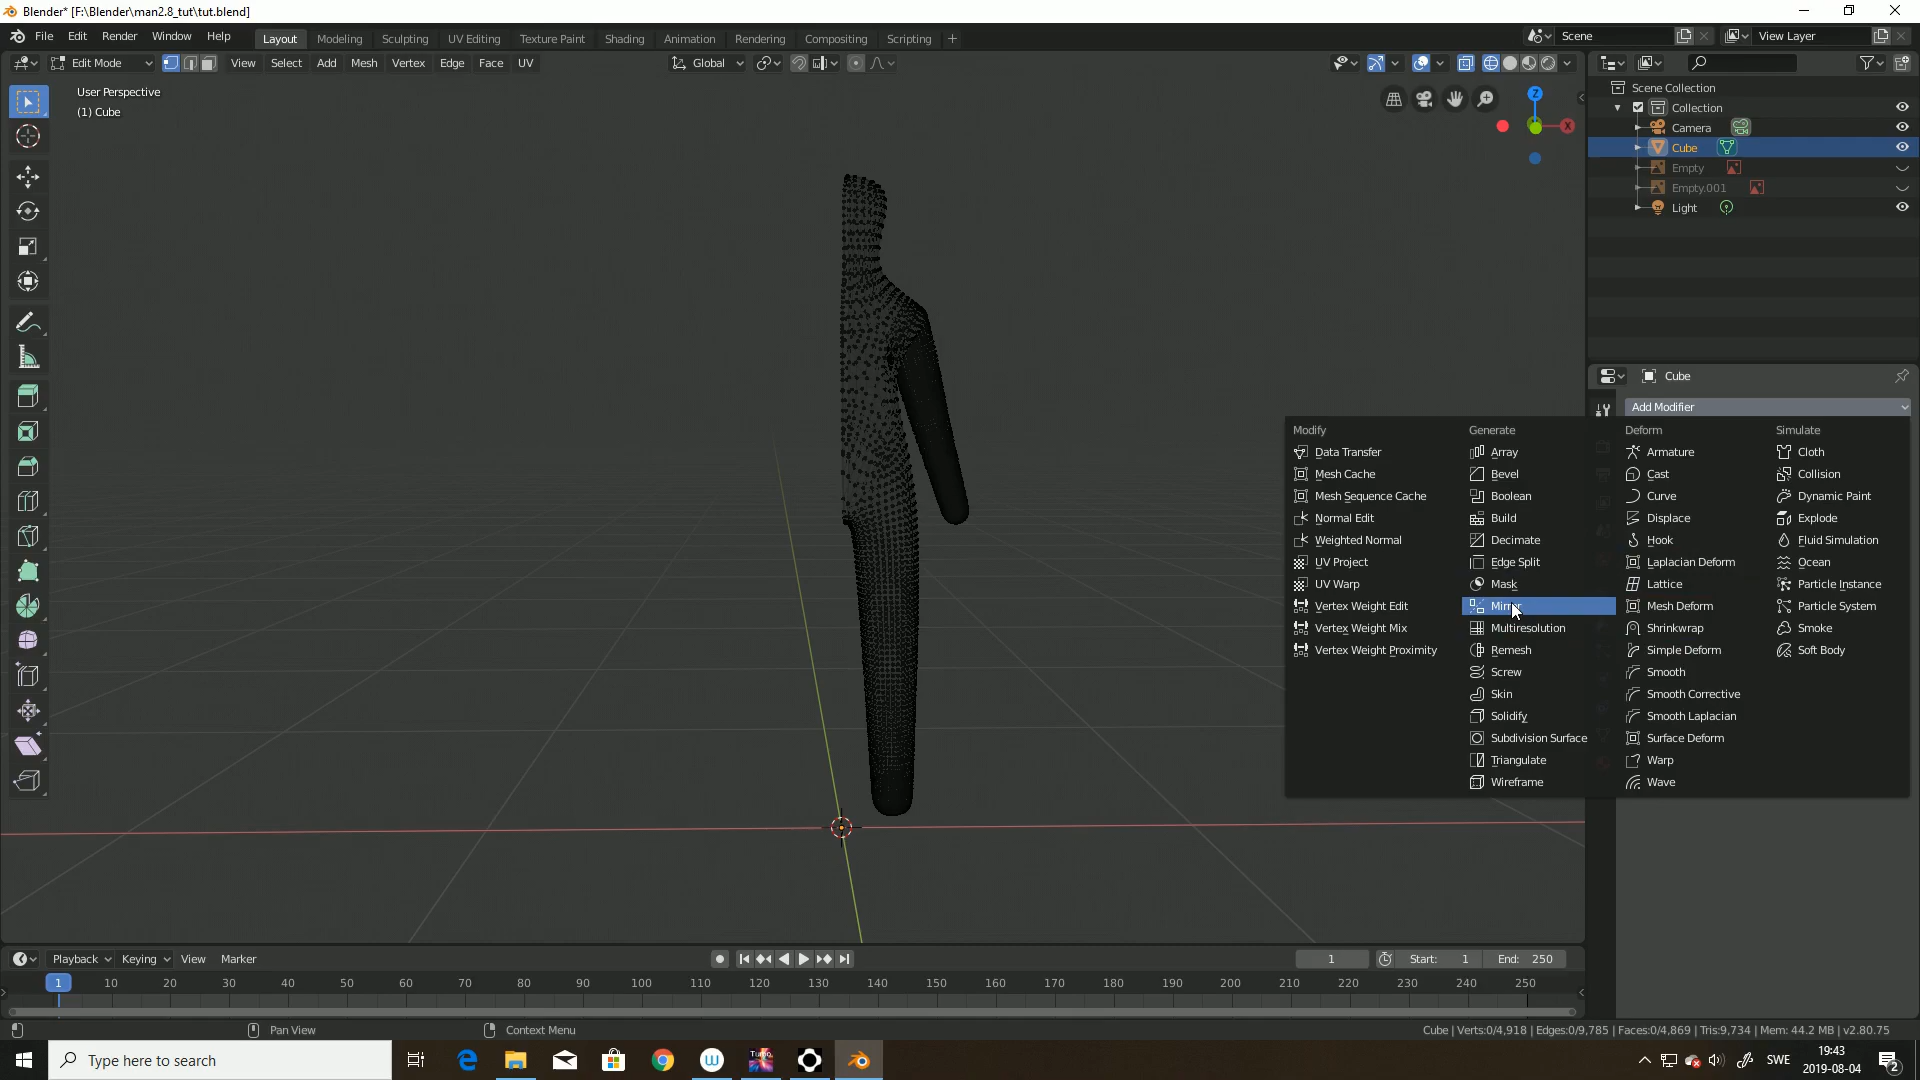 Blender* [F:\Blender\man2.8_tut\tut.blend]
File Edit Render Window Help Layout Modeling Sculpting UV Editing Texture Paint Shading Animation Rendering Compositing Scripting + Scene View Layer
Edit Mode View Select Add Mesh Vertex Edge Face UV Global
User Perspective
(1) Cube
Z
X
Scene Collection
Collection
Camera
Cube
Empty
Empty.001
Light
Cube
Add Modifier
Modify Generate Deform Simulate
Data Transfer Array Armature Cloth
Mesh Cache Bevel Cast Collision
Mesh Sequence Cache Boolean Curve Dynamic Paint
Normal Edit Build Displace Explode
Weighted Normal Decimate Hook Fluid Simulation
UV Project Edge Split Laplacian Deform Ocean
UV Warp Mask Lattice Particle Instance
Vertex Weight Edit Mirror Mesh Deform Particle System
Vertex Weight Mix Multiresolution Shrinkwrap Smoke
Vertex Weight Proximity Remesh Simple Deform Soft Body
Screw Smooth
Skin Smooth Corrective
Solidify Smooth Laplacian
Subdivision Surface Surface Deform
Triangulate Warp
Wireframe Wave
Playback Keying View Marker 1 Start: 1 End: 250
1 10 20 30 40 50 60 70 80 90 100 110 120 130 140 150 160 170 180 190 200 210 220 230 240 250
Pan View Context Menu Cube | Verts:0/4,918 | Edges:0/9,785 | Faces:0/4,869 | Tris:9,734 | Mem: 44.2 MB | v2.80.75
Type here to search SWE 19:43
2019-08-04 2